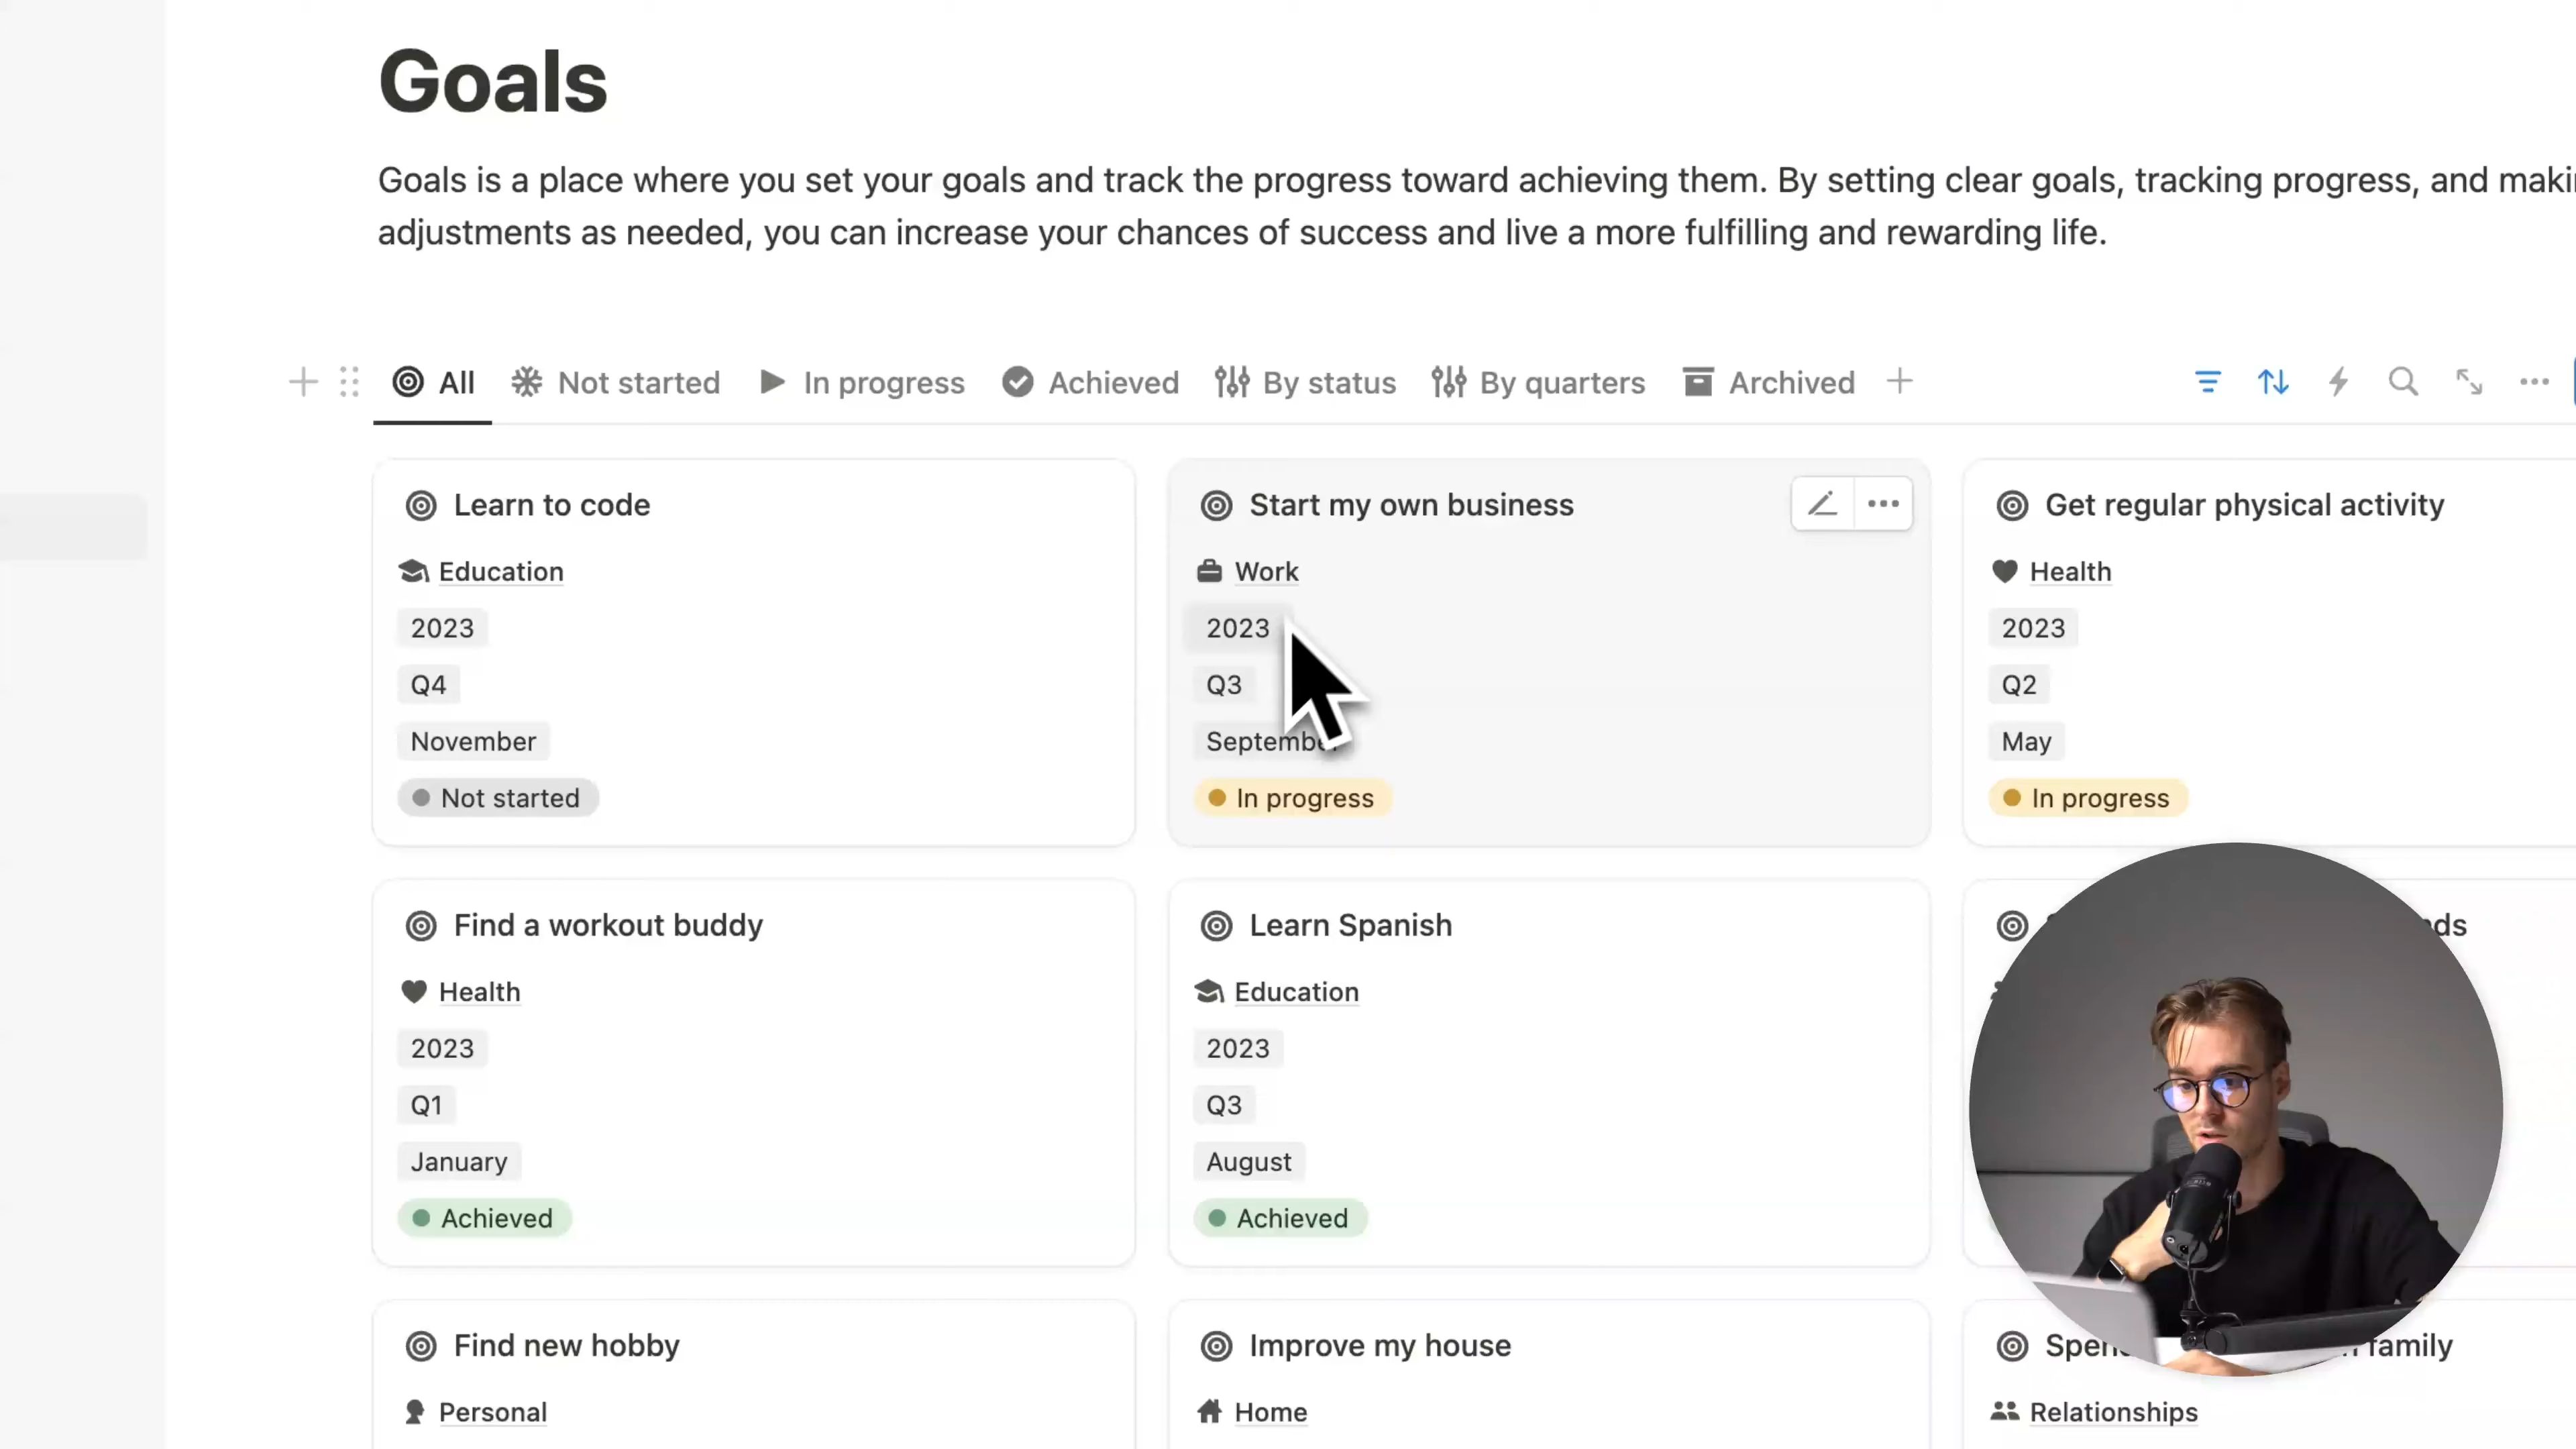 Goals
Goals is a place where you set your goals and track the progress toward achieving them. By setting clear goals, tracking progress, and
adjustments as needed, you can increase your chances of success and live a more fulfilling and rewarding life.
All Not started In progress Achieved By status By quarters Archived
Learn to code
Education
2023
Q4
November
Not started
Start my own business
Work
2023
Q3
September
In progress
Get regular physical activity
Health
2023
Q2
May
In progress
Find a workout buddy
Health
2023
Q1
January
Achieved
Learn Spanish
Education
2023
Q3
August
Achieved
Find new hobby
Personal
Improve my house
Home
family
Relationships